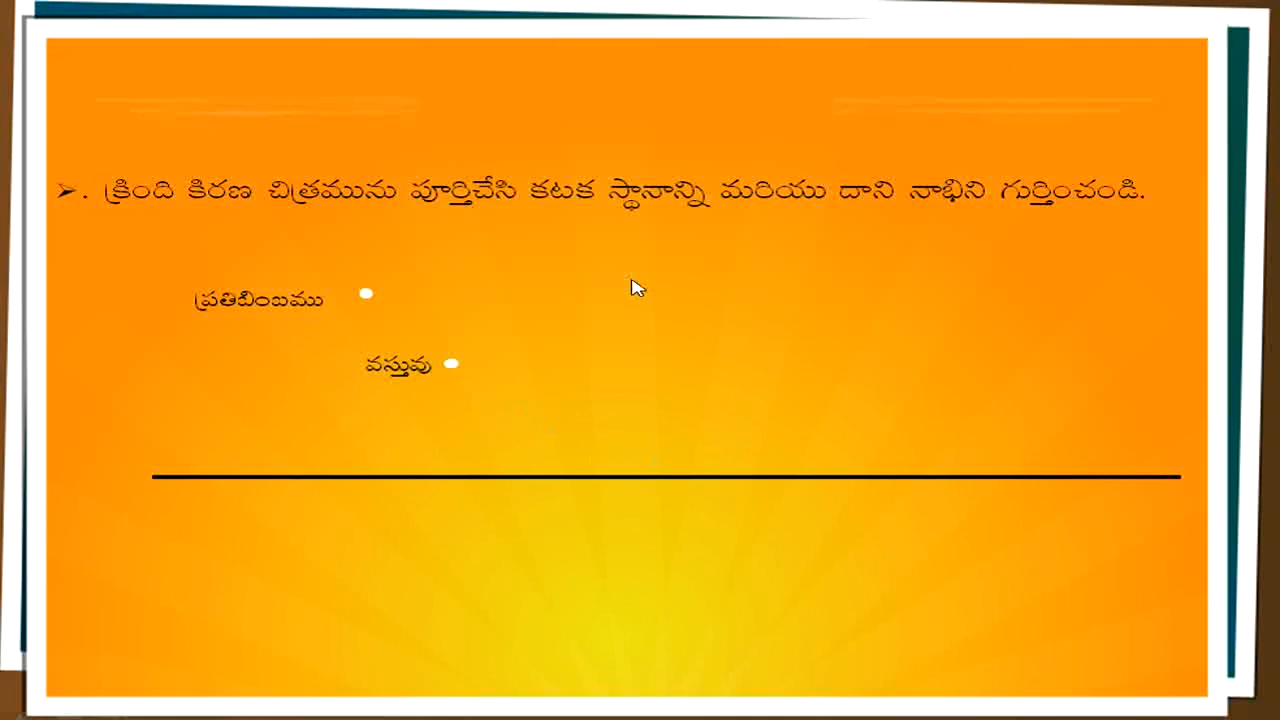 ➢. క్రింది కిరణ చిత్రమును పూర్తిచేసి కటక స్థానాన్ని మరియు దాని నాభిని గుర్తించండి.
ప్రతిబింబము
వస్తువు